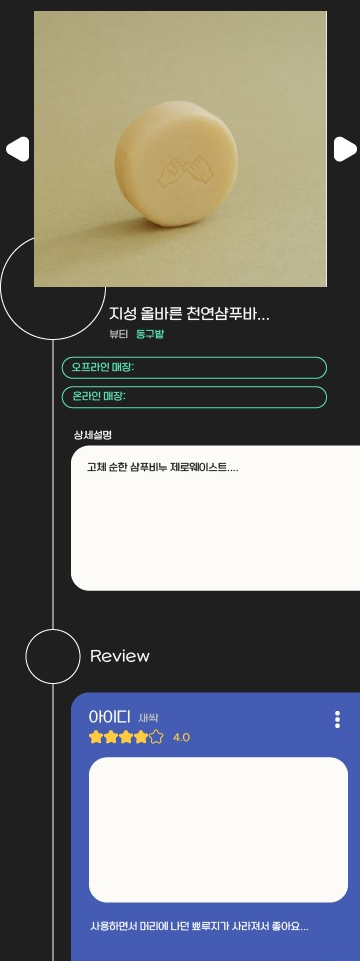 지성 올바른 천연샴푸바...
뷰티 동구밭
오프라인 매장:
온라인 매장:
상세설명
고체 순한 샴푸비누 제로웨이스트....
Review
아이디 새싹
4.0
사용하면서 머리에 나던 뾰루지가 사라져서 좋아요...